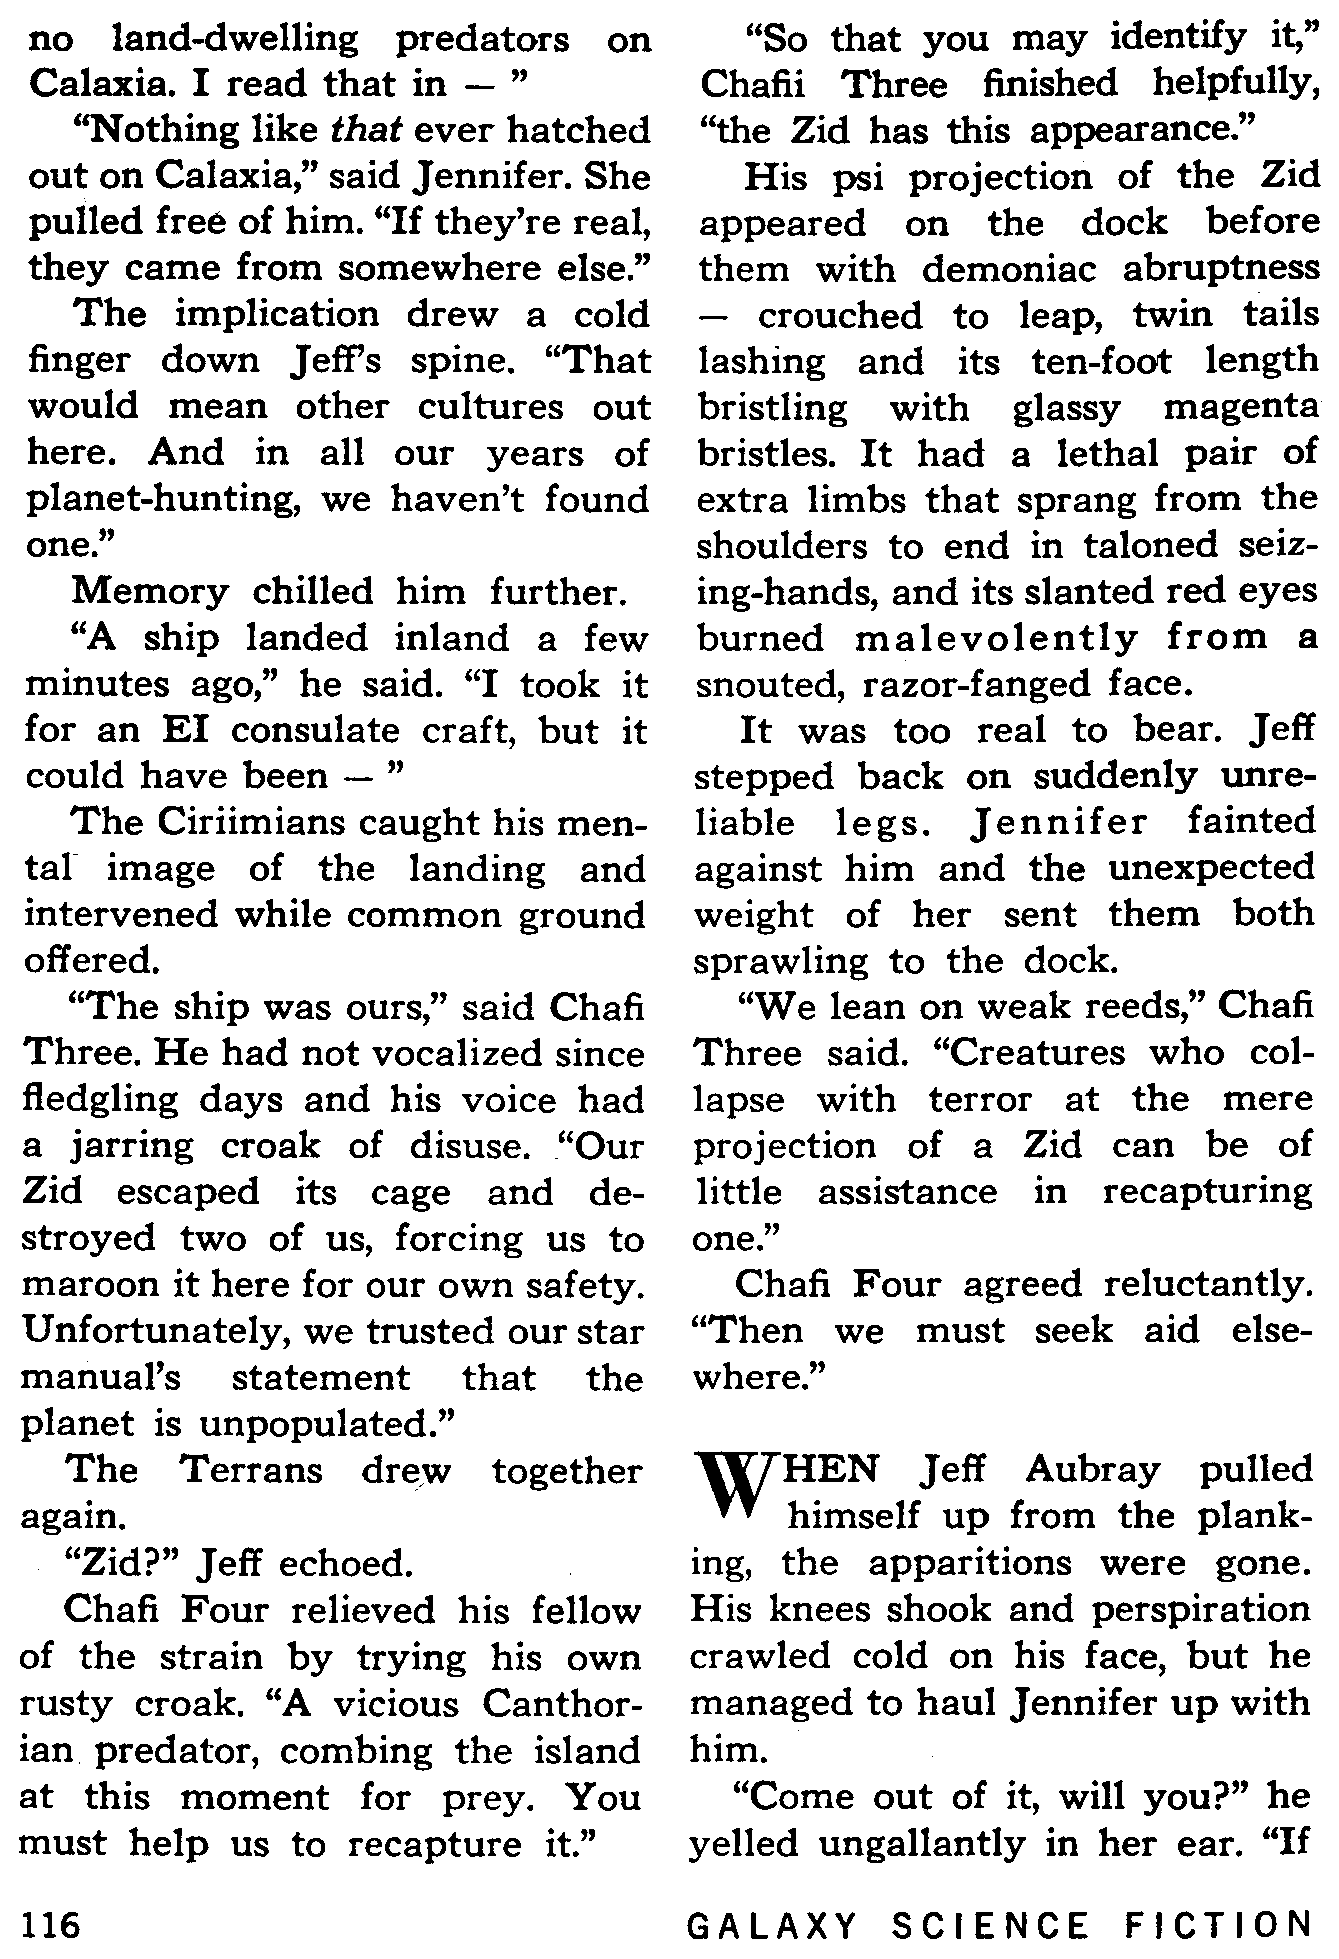 no land-dwelling predators on
Calaxia. I read that in — ”
“Nothing like that ever hatched
out on Calaxia,” said Jennifer. She
pulled free of him. “If they’re real,
they came from somewhere else.”
The implication drew a cold
finger down Jeff’s spine. “That
would mean other cultures out
here. And in all our years of
planet-hunting, we haven’t found
one.”
Memory chilled him further.
“A ship landed inland a few
minutes ago,” he said. “I took it
for an EI consulate craft, but it
could have been — ”
The Ciriimians caught his men-
tal image of the landing and
intervened while common ground
offered.
“The ship was ours,” said Chafi
Three. He had not vocalized since
fledgling days and his voice had
a jarring croak of disuse. “Our
Zid escaped its cage and de-
stroyed two of us, forcing us to
maroon it here for our own safety.
Unfortunately, we trusted our star
manual’s statement that the
planet is unpopulated.”
The Terrans drew together
again.
“Zid?” Jeff echoed.
Chafi Four relieved his fellow
of the strain by trying his own
rusty croak. “A vicious Canthor-
ian predator, combing the island
at this moment for prey. You
must help us to recapture it.”
“So that you may identify it,”
Chafii Three finished helpfully,
“the Zid has this appearance.”
His psi projection of the Zid
appeared on the dock before
them with demoniac abruptness
— crouched to leap, twin tails
lashing and its ten-foot length
bristling with glassy magenta
bristles. It had a lethal pair of
extra limbs that sprang from the
shoulders to end in taloned seiz-
ing-hands, and its slanted red eyes
burned malevolently from a
snouted, razor-fanged face.
It was too real to bear. Jeff
stepped back on suddenly unre-
liable legs. Jennifer fainted
against him and the unexpected
weight of her sent them both
sprawling to the dock.
“We lean on weak reeds,” Chafi
Three said. “Creatures who col-
lapse with terror at the mere
projection of a Zid can be of
little assistance in recapturing
one.”
Chafi Four agreed reluctantly.
“Then we must seek aid else-
where.”
WHEN Jeff Aubray pulled
himself up from the plank-
ing, the apparitions were gone.
His knees shook and perspiration
crawled cold on his face, but he
managed to haul Jennifer up with
him.
“Come out of it, will you?” he
yelled ungallantly in her ear. “If
116
GALAXY SCIENCE FICTION